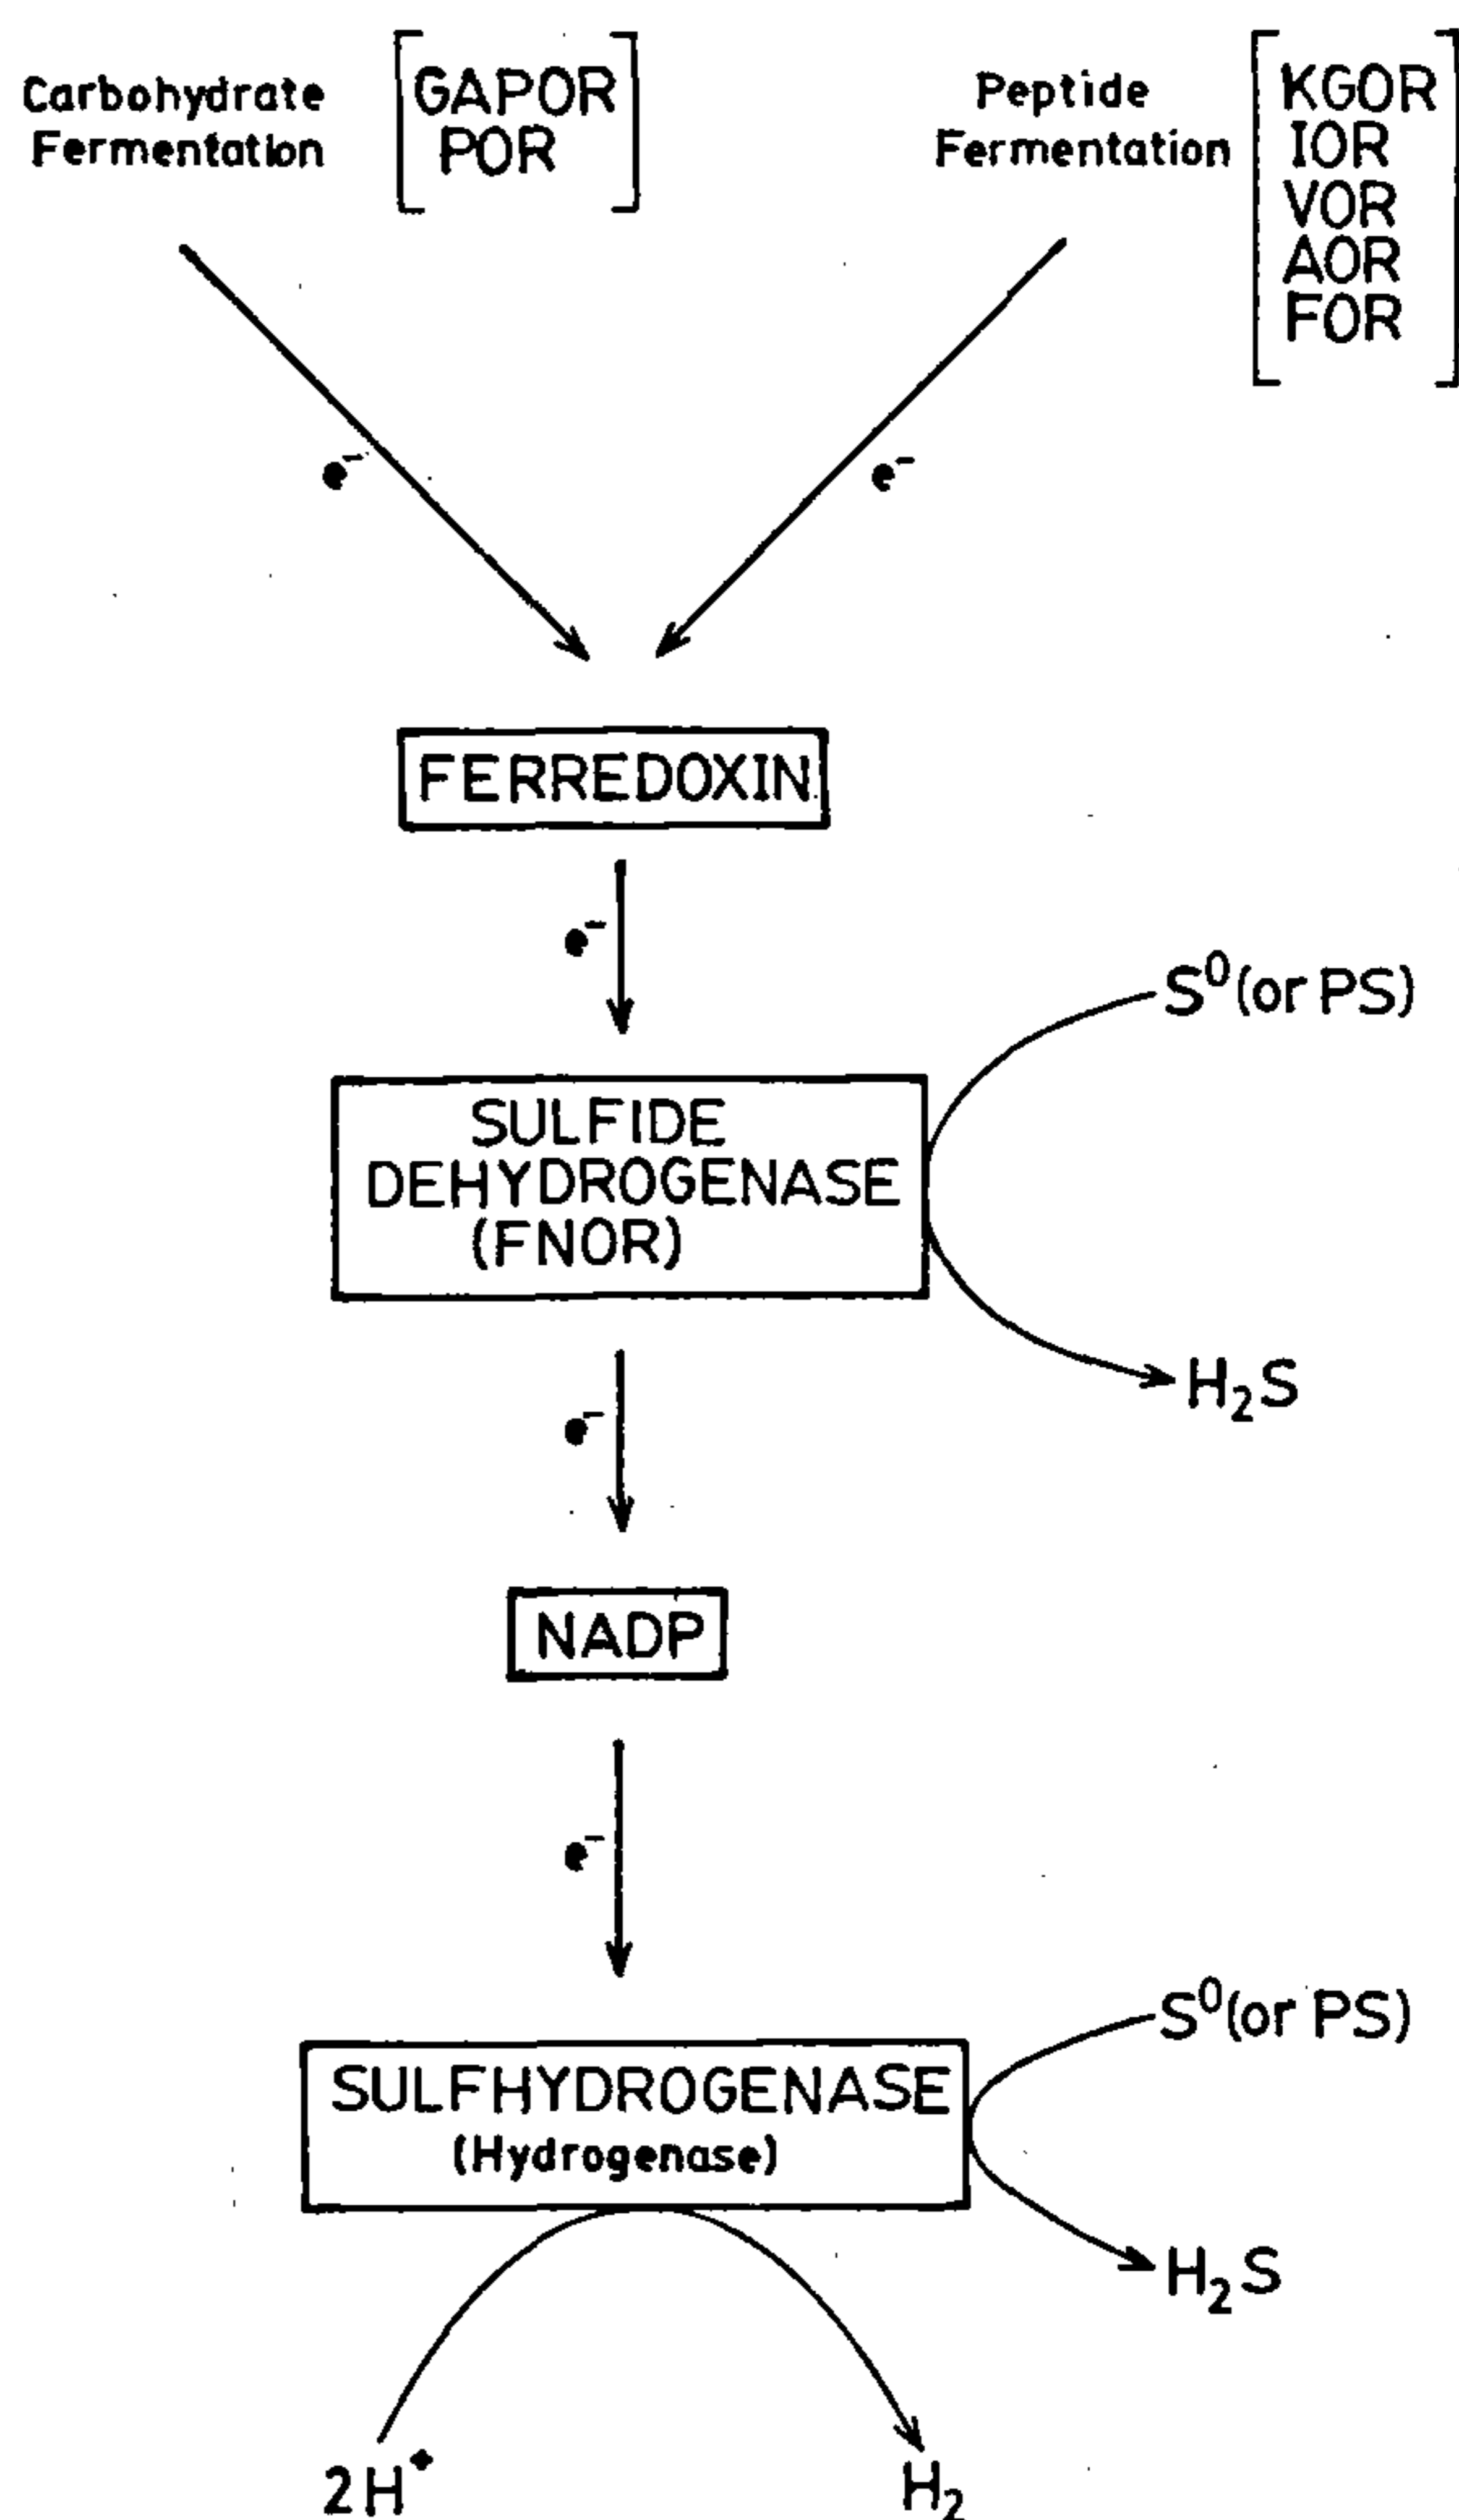 Carbohydrate
Fermentation
GAPOR
POR
Peptide
Fermentation
KGOR
IOR
VOR
AOR
FOR
e⁻
e⁻
FERREDOXIN
e⁻
S⁰(or PS)
SULFIDE
DEHYDROGENASE
(FNOR)
H₂S
e⁻
NADP
e⁻
S⁰(or PS)
SULFHYDROGENASE
(Hydrogenase)
H₂S
2H⁺
H₂